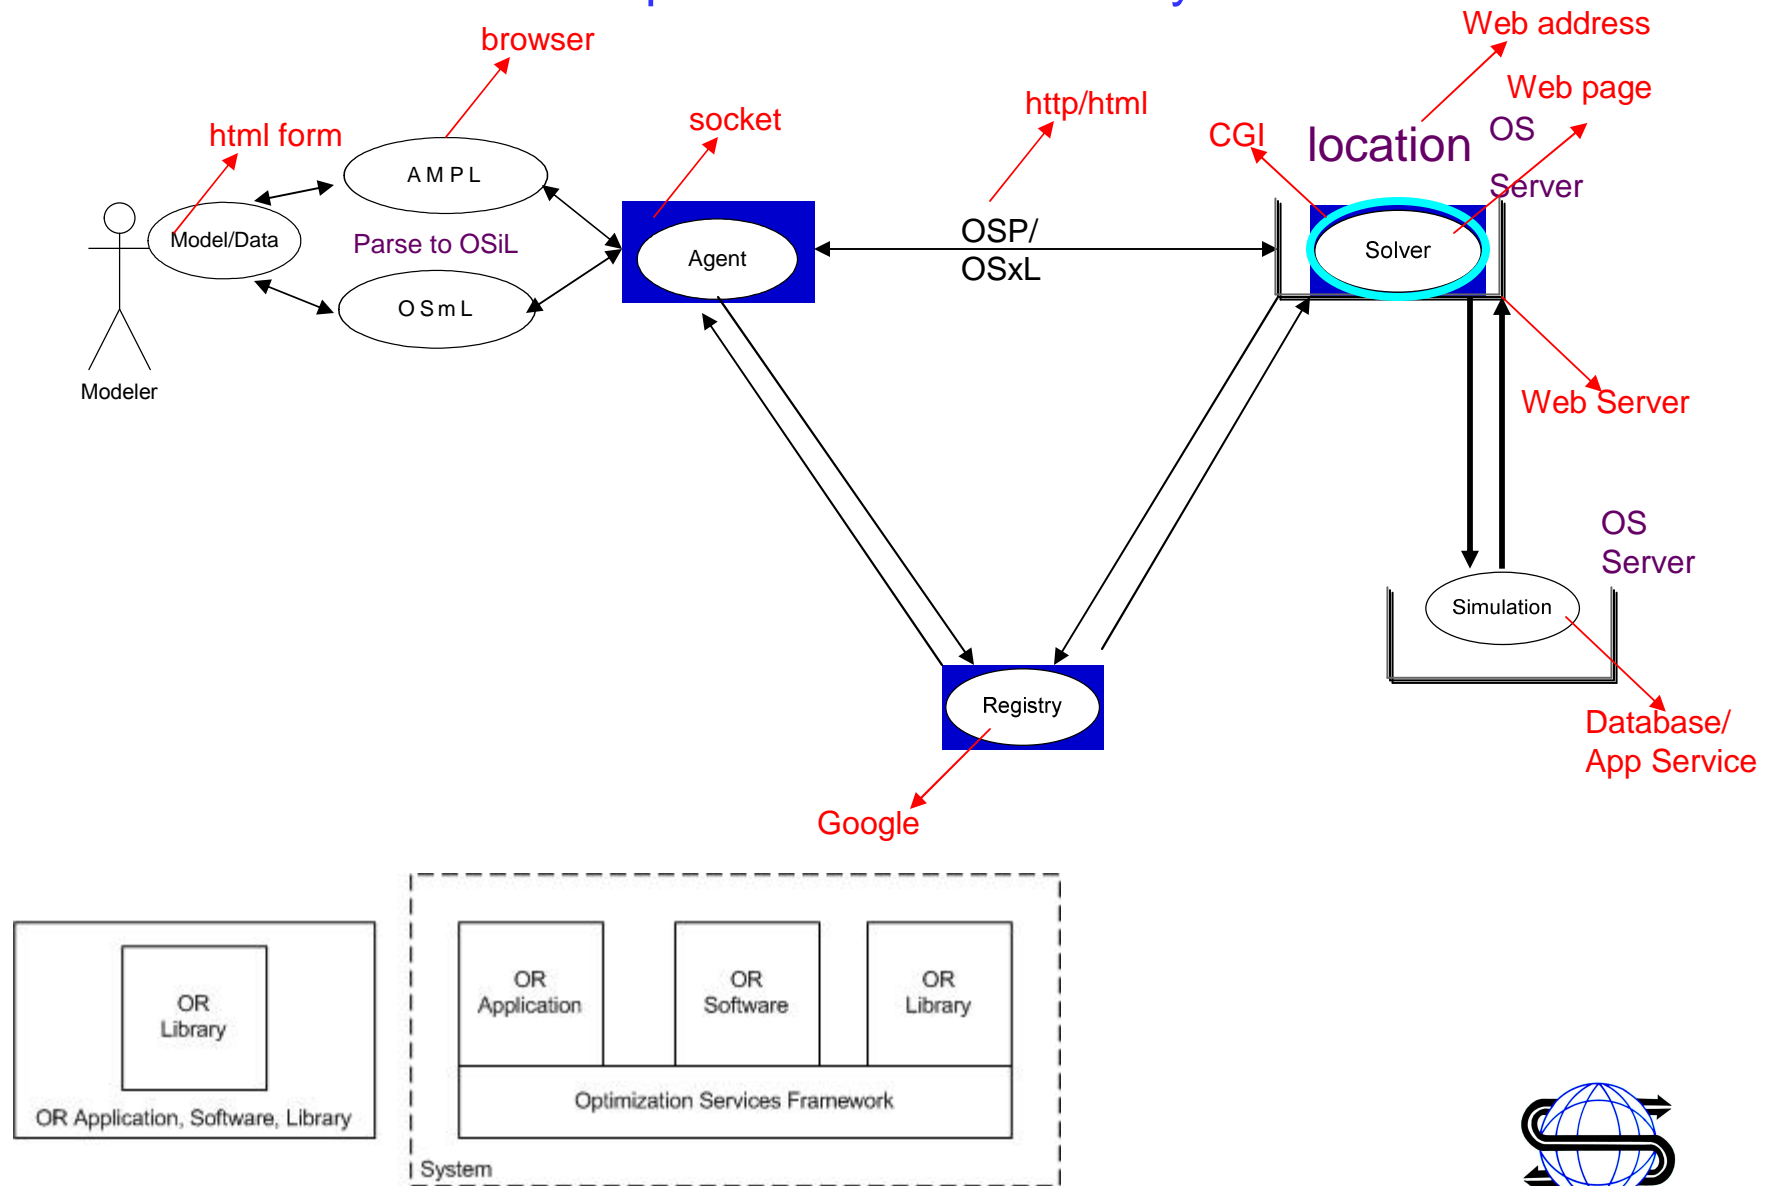 browser
Web address
Web page
html form
socket
http/html
CGI
location
OS
Server
A M P L
Model/Data
Parse to OSiL
Agent
OSP/
OSxL
Solver
O S m L
Modeler
Web Server
OS
Server
Simulation
Registry
Database/
App Service
Google
OR
Library
OR Application, Software, Library
OR
Application
OR
Software
OR
Library
Optimization Services Framework
System